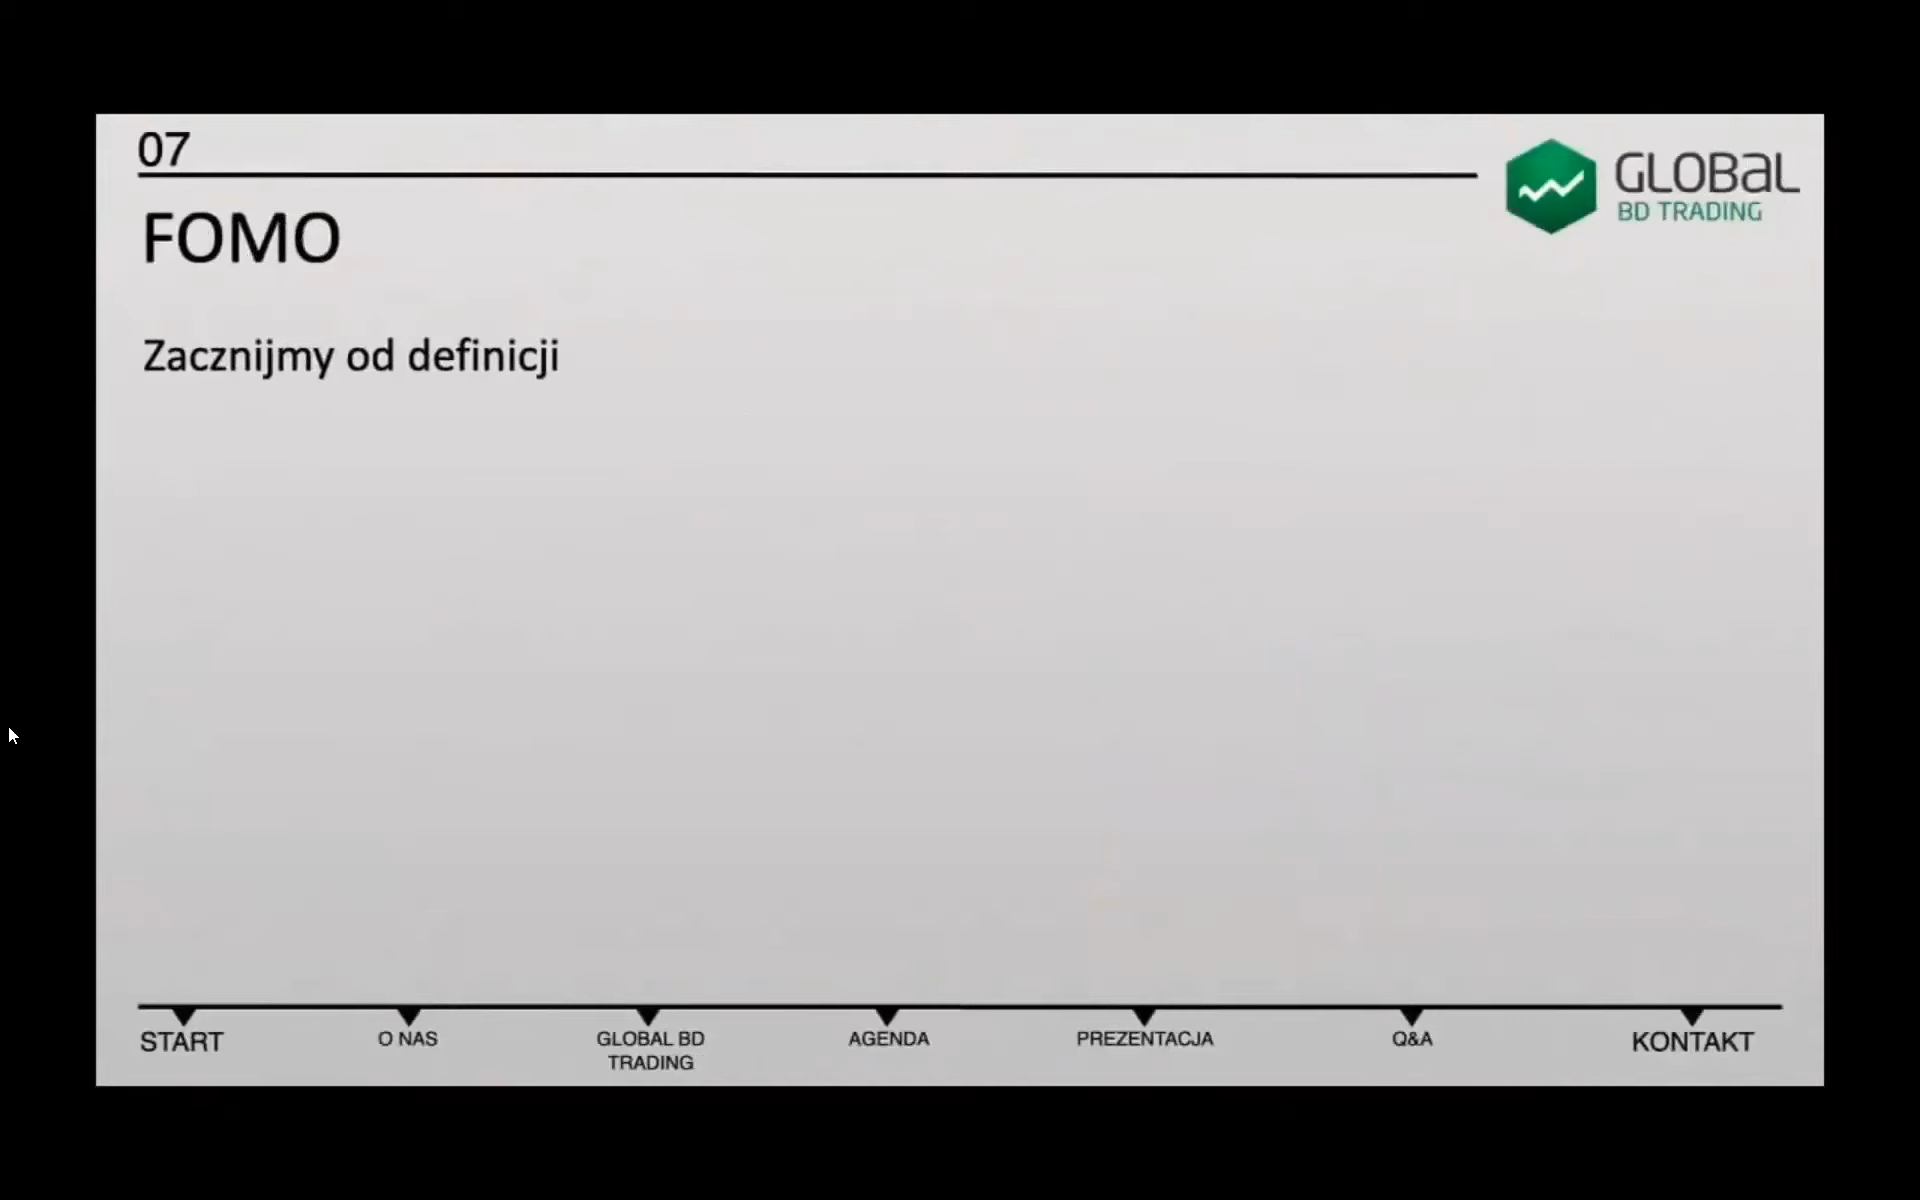 07
GLOBAL
BD TRADING
FOMO
Zacznijmy od definicji
START
O NAS
GLOBAL BD
TRADING
AGENDA
PREZENTACJA
Q&A
KONTAKT